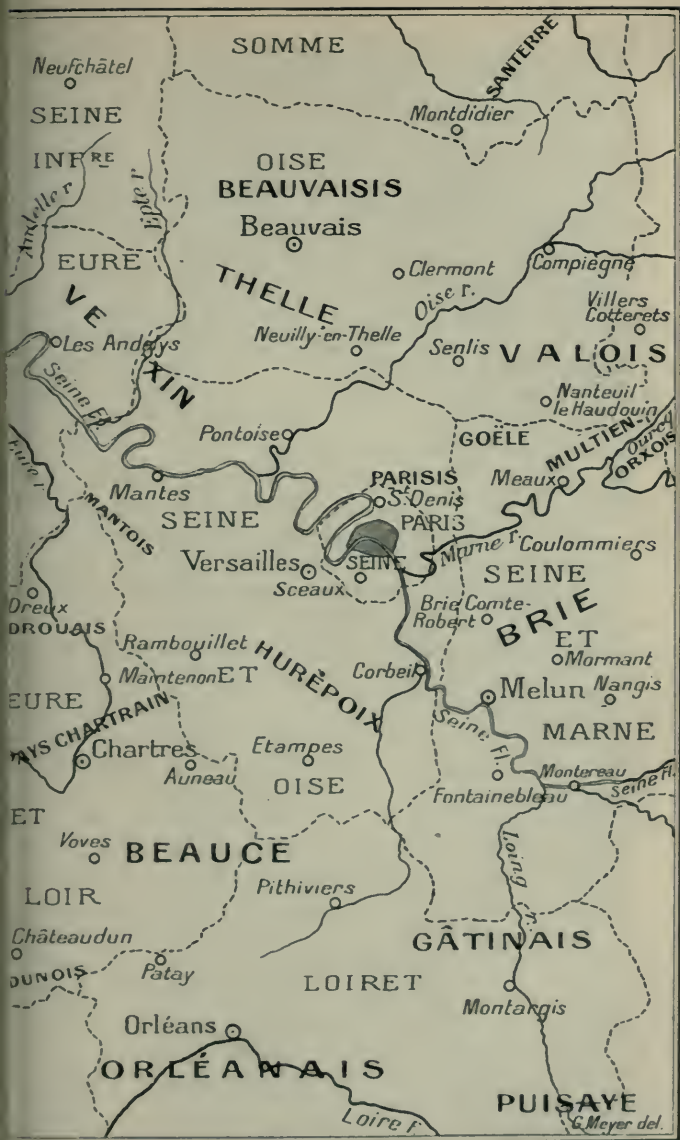 SOMME
SANTERRE
Neufchâtel
SEINE
INF RE
Montdidier
OISE
BEAUVAISIS
Beauvais
Andelle r
Epte r
EURE
Clermont
Compiègne
THELLE
Oise r.
Villers
Cotterets
VE
XIN
Les Andelys
Neuilly-en-Thelle
Senlis
VALOIS
Seine Fl.
Nanteuil-
le Haudouin
Pontoise
GOËLE
MULTIEN
Ourcq
ORXOIS
Eure r
Meaux
Mantes
PARISIS
St Denis
MANTOIS
SEINE
PARIS
Marne r
Coulommiers
Versailles
SEINE
Sceaux
SEINE
Dreux
DROUAIS
Brie Comte-
Robert
BRIE
ET
Mormant
Rambouillet
HURÉPOIX
Corbeil
Maintenon
ET
Melun
Nangis
EURE
PAYS CHARTRAIN
Seine Fl.
MARNE
Chartres
Etampes
Auneau
OISE
Montereau
Seine Fl.
Fontainebleau
ET
Voves
BEAUCE
Loing r.
LOIR
Pithiviers
Châteaudun
GÂTINAIS
DUNOIS
Patay
LOIRET
Montargis
Orléans
ORLÉANAIS
PUISAYE
Loire F.
G. Meyer del.